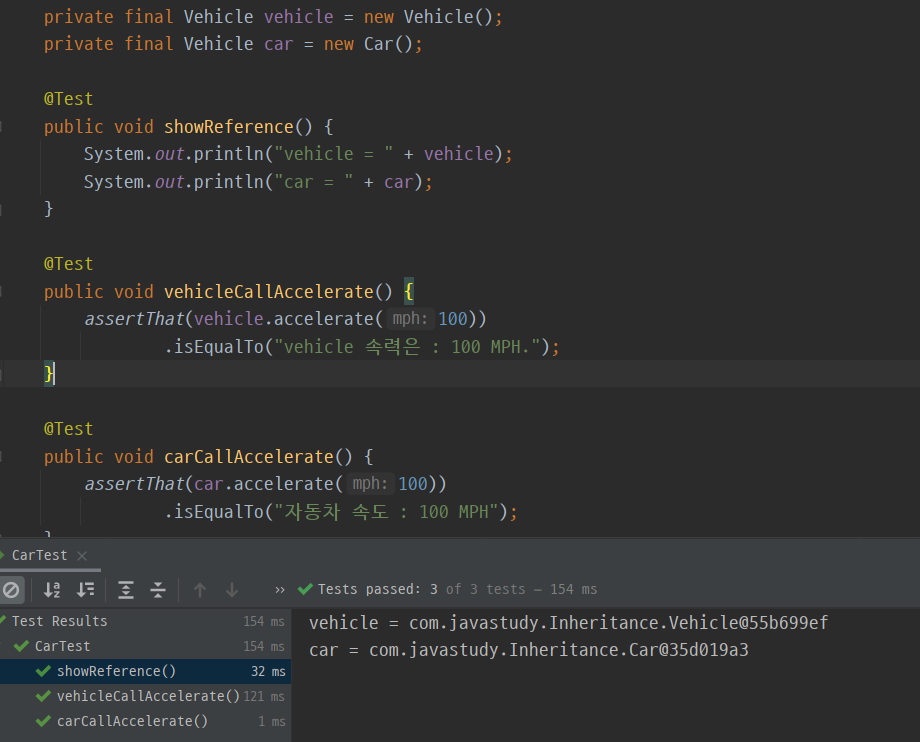 private final Vehicle vehicle = new Vehicle();
private final Vehicle car = new Car();
@Test
public void showReference() {
System.out.println("vehicle = " + vehicle);
System.out.println("car = " + car);
}
@Test
public void vehicleCallAccelerate() {
assertThat(vehicle.accelerate( mph: 100))
.isEqualTo("vehicle 속력은 : 100 MPH.");
}
@Test
public void carCallAccelerate() {
assertThat(car.accelerate( mph: 100))
.isEqualTo("자동차 속도 : 100 MPH");
}
CarTest ×
» Tests passed: 3 of 3 tests – 154 ms
Test Results 154 ms
CarTest 154 ms
showReference() 32 ms
vehicleCallAccelerate() 121 ms
carCallAccelerate() 1 ms
vehicle = com.javastudy.Inheritance.Vehicle@55b699ef
car = com.javastudy.Inheritance.Car@35d019a3